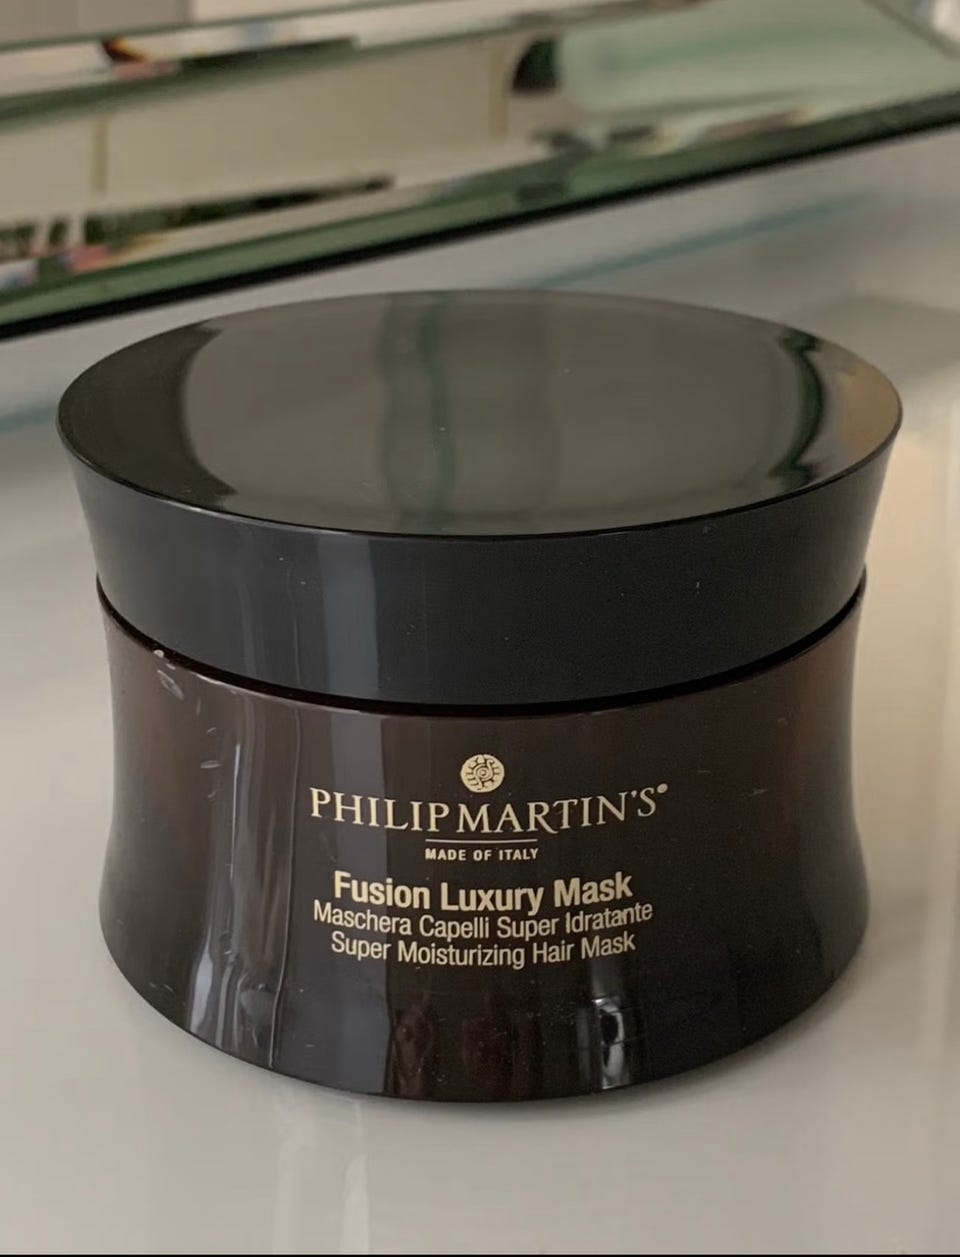 PHILIP MARTIN'S®
MADE OF ITALY
Fusion Luxury Mask
Maschera Capelli Super Idratante
Super Moisturizing Hair Mask